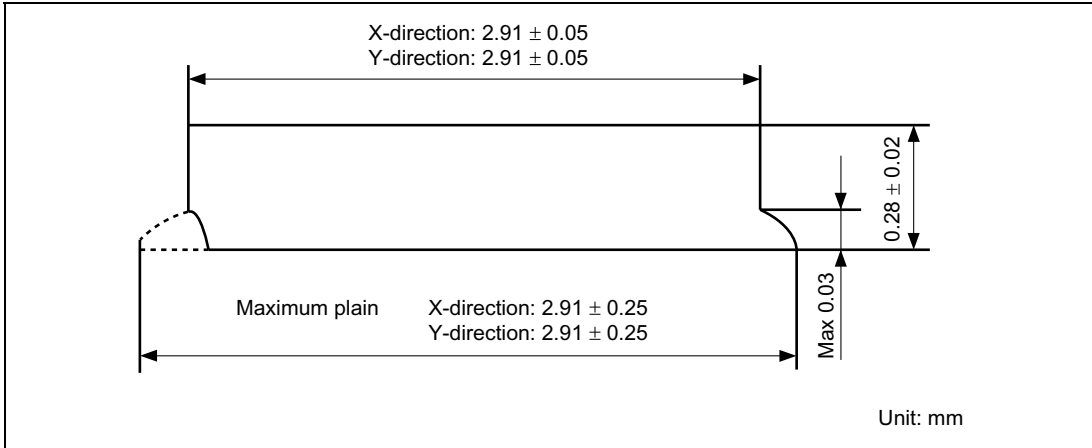 X-direction: 2.91 ± 0.05
Y-direction: 2.91 ± 0.05
0.28 ± 0.02
Max 0.03
Maximum plain X-direction: 2.91 ± 0.25
Y-direction: 2.91 ± 0.25
Unit: mm